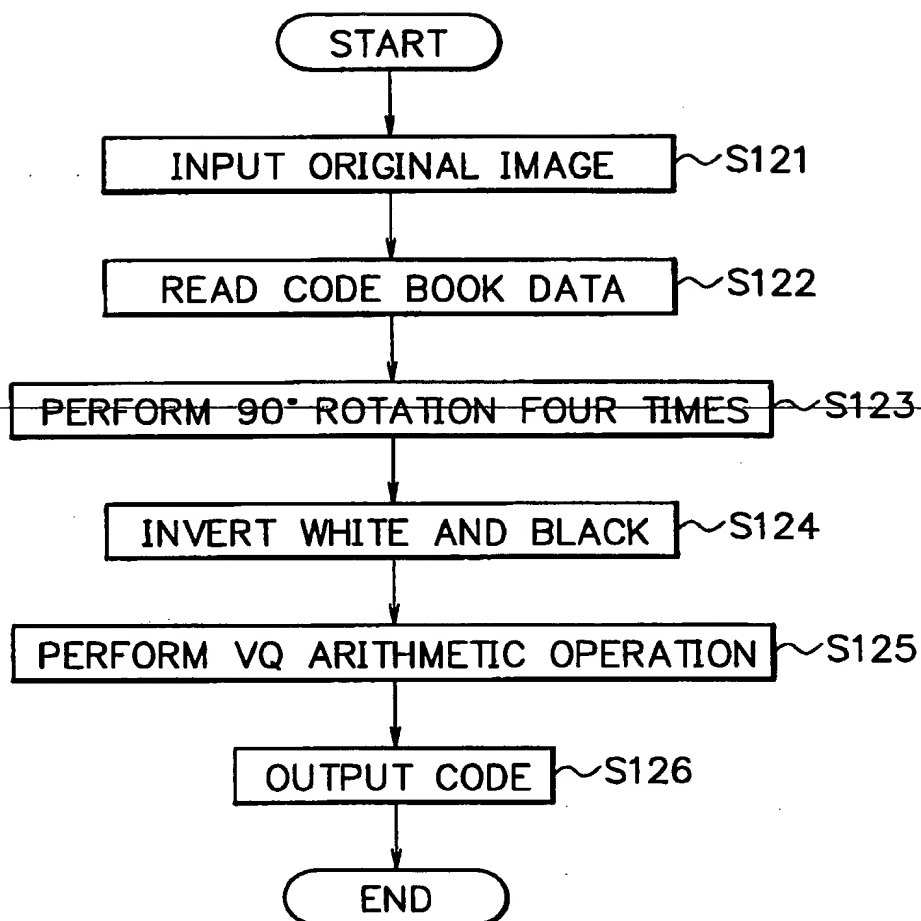 START
INPUT ORIGINAL IMAGE S121
READ CODE BOOK DATA S122
PERFORM 90° ROTATION FOUR TIMES S123
INVERT WHITE AND BLACK S124
PERFORM VQ ARITHMETIC OPERATION S125
OUTPUT CODE S126
END